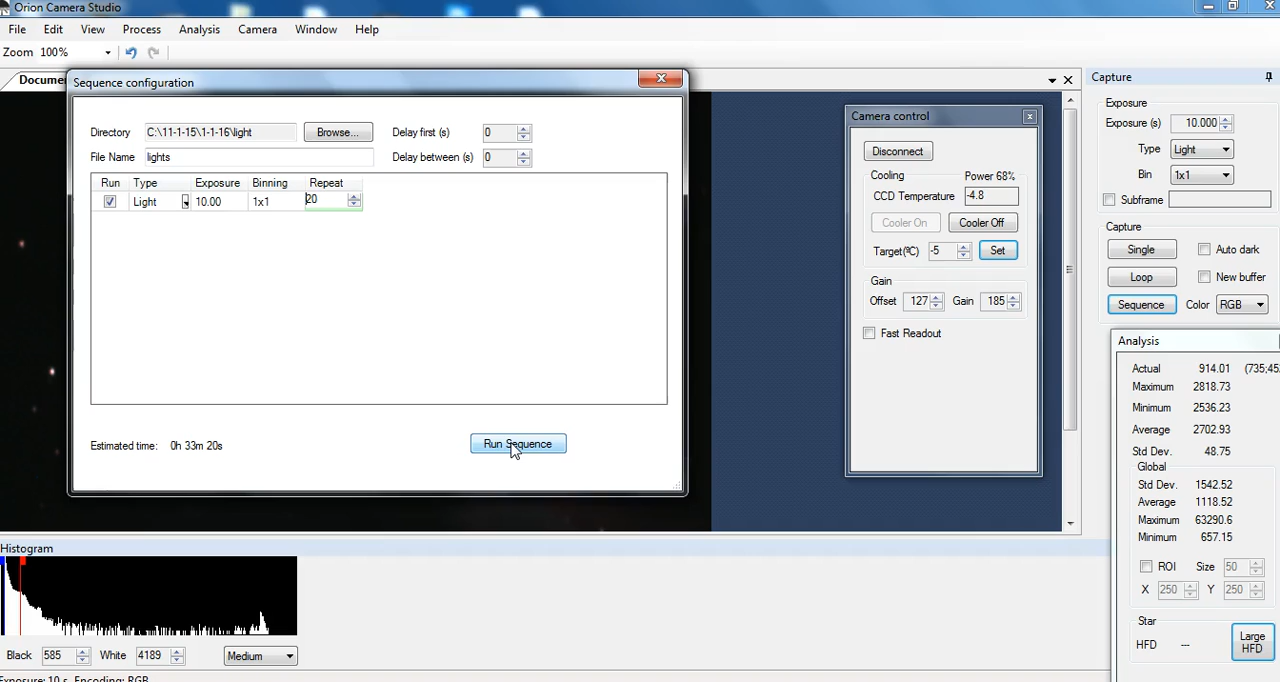 Orion Camera Studio
File Edit View Process Analysis Camera Window Help
Zoom 100%
Docume
Sequence configuration
Directory C:\11-1-15\1-1-16\light Browse... Delay first (s) 0
File Name lights Delay between (s) 0
Run Type Exposure Binning Repeat
Light 10.00 1x1 20
Estimated time: 0h 33m 20s
Run Sequence
Camera control
Disconnect
Cooling Power 68%
CCD Temperature -4.8
Cooler On Cooler Off
Target(ºC) -5 Set
Gain
Offset 127 Gain 185
Fast Readout
Capture
Exposure
Exposure (s) 10.000
Type Light
Bin 1x1
Subframe
Capture
Single Auto dark
Loop New buffer
Sequence Color RGB
Analysis
Actual 914.01 (735;45
Maximum 2818.73
Minimum 2536.23
Average 2702.93
Std Dev. 48.75
Global
Std Dev. 1542.52
Average 1118.52
Maximum 63290.6
Minimum 657.15
ROI Size 50
X 250 Y 250
Star
HFD --- Large
HFD
Histogram
Black 585 White 4189 Medium
Exposure: 10 s, Encoding: RGB